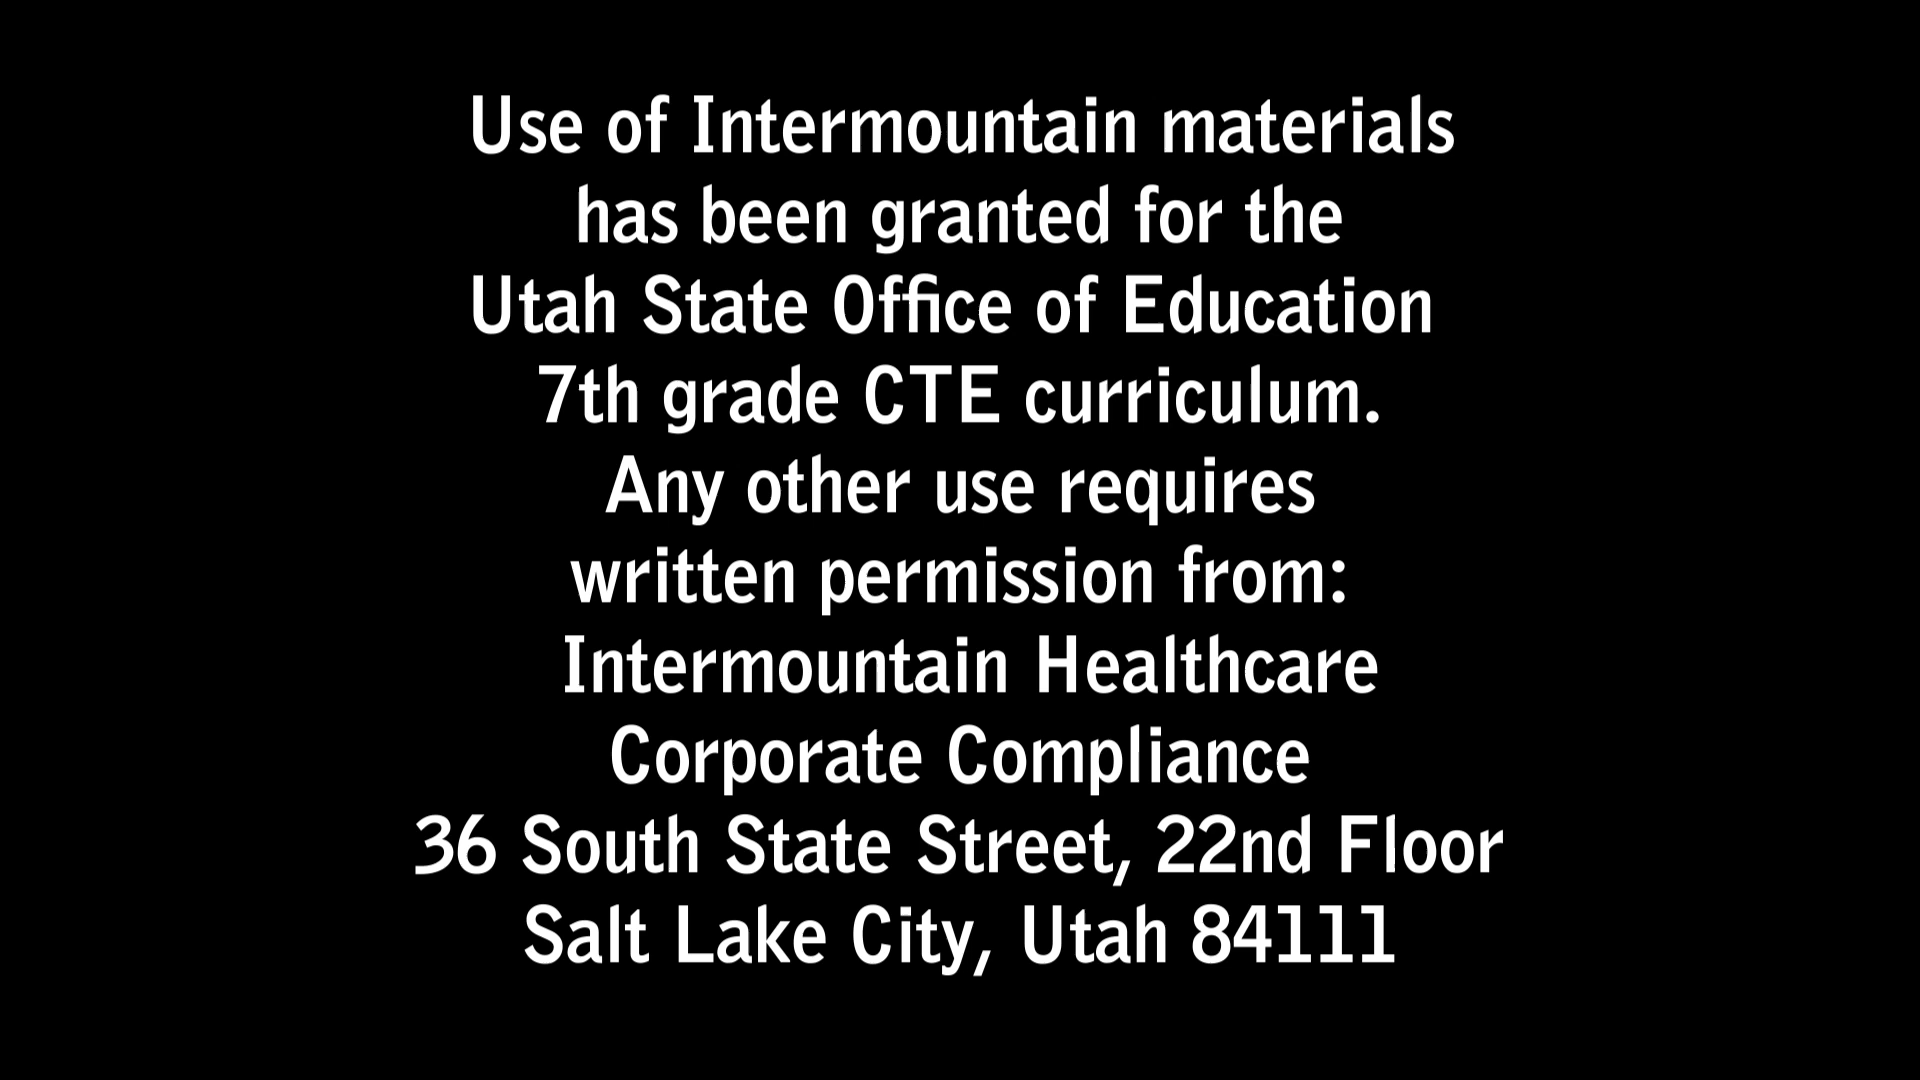 Use of Intermountain materials
has been granted for the
Utah State Office of Education
7th grade CTE curriculum.
Any other use requires
written permission from:
Intermountain Healthcare
Corporate Compliance
36 South State Street, 22nd Floor
Salt Lake City, Utah 84111